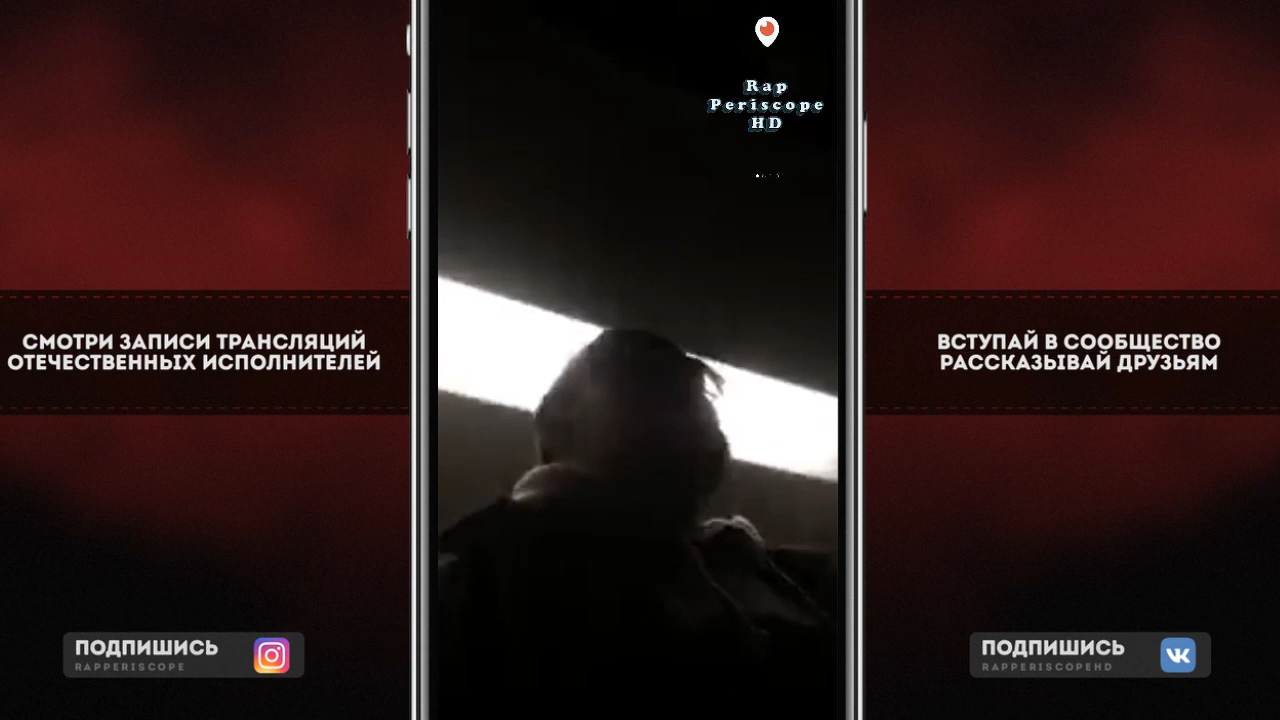 Rap
Periscope
HD
СМОТРИ ЗАПИСИ ТРАНСЛЯЦИЙ
ОТЕЧЕСТВЕННЫХ ИСПОЛНИТЕЛЕЙ
ВСТУПАЙ В СООБЩЕСТВО
РАССКАЗЫВАЙ ДРУЗЬЯМ
ПОДПИШИСЬ
RAPPERISCOPE
ПОДПИШИСЬ
RAPPERISCOPEHD